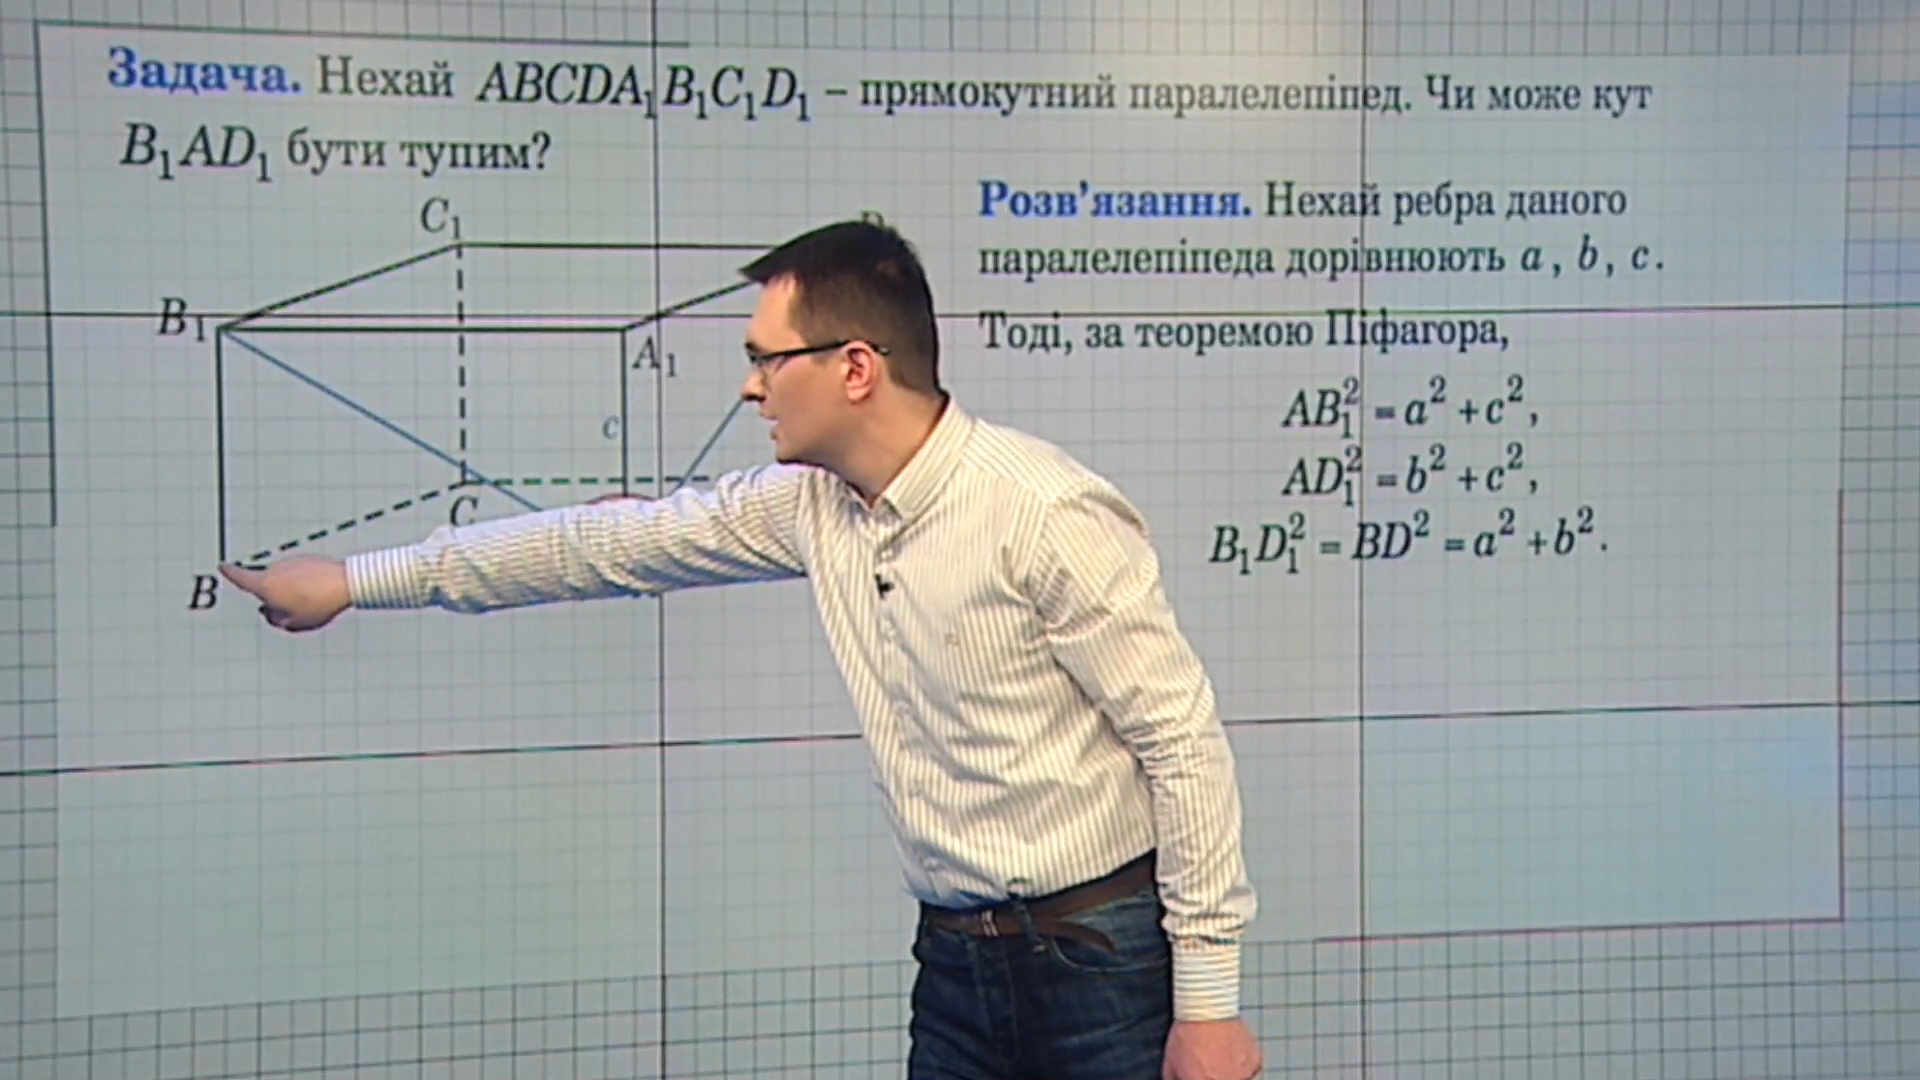 Задача. Нехай ABCDA₁B₁C₁D₁ – прямокутний паралелепіпед. Чи може кут
B₁AD₁ бути тупим?
Розв'язання. Нехай ребра даного
паралелепіпеда дорівнюють a, b, c.
Тоді, за теоремою Піфагора,
AB₁² = a² + c²,
AD₁² = b² + c²,
B₁D₁² = BD² = a² + b².
C₁
B₁
A₁
c
C
B